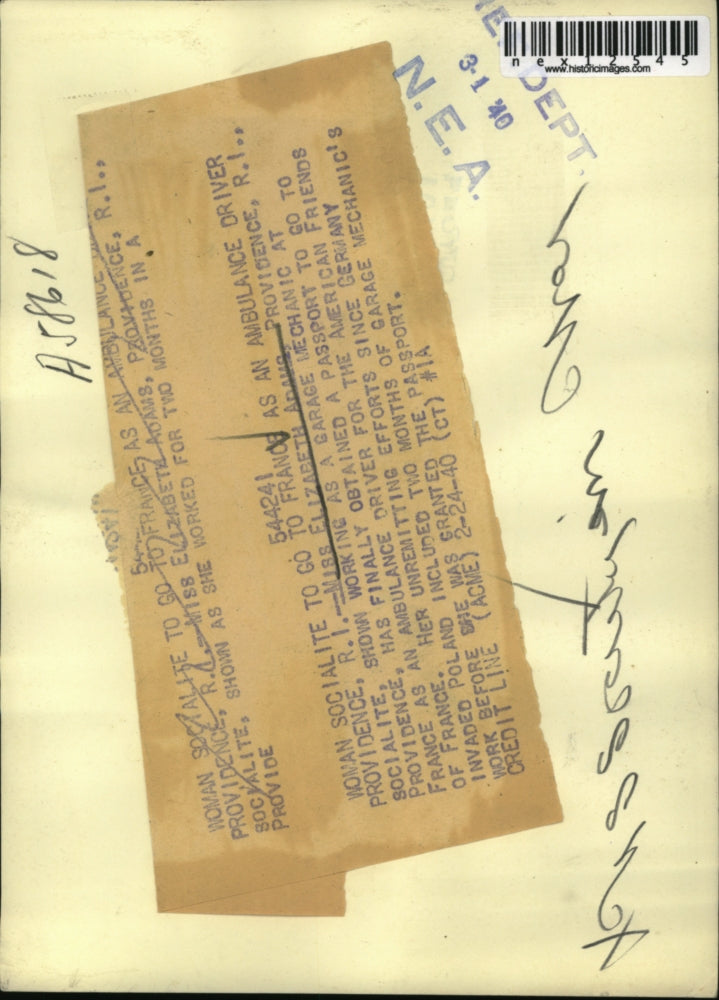 nex12545
www.historicimages.com
DEPT.
3-1 '40
N.E.A.
A58618
WOMAN SOCIALITE TO GO TO FRANCE AS AN AMBULANCE
PROVIDENCE, R.I.--MISS ELIZABETH ADAMS, PROVIDENCE, R.I.,
SOCIALITE, SHOWN AS SHE WORKED FOR TWO MONTHS IN A
PROVIDE
544241
WOMAN SOCIALITE TO GO TO FRANCE AS AN AMBULANCE DRIVER
PROVIDENCE, R.I.--MISS ELIZABETH ADAMS, PROVIDENCE, R.I.,
SOCIALITE, SHOWN WORKING AS A GARAGE MECHANIC AT
PROVIDENCE, HAS FINALLY OBTAINED A PASSPORT TO GO TO
FRANCE AS AN AMBULANCE DRIVER FOR THE AMERICAN FRIENDS
OF FRANCE. HER UNREMITTING EFFORTS SINCE GERMANY
INVADED POLAND INCLUDED TWO MONTHS OF GARAGE MECHANIC'S
WORK BEFORE SHE WAS GRANTED THE PASSPORT.
CREDIT LINE (ACME) 2-24-40 (CT) #1A